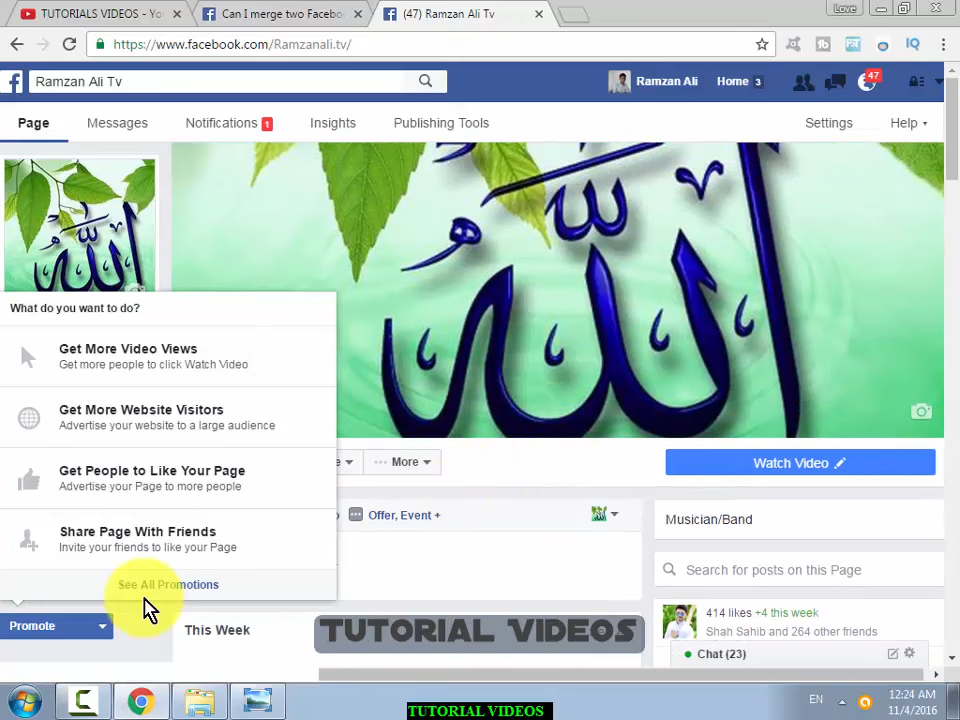 TUTORIALS VIDEOS - Yo
Can I merge two Facebo
(47) Ramzan Ali Tv
Love
https://www.facebook.com/Ramzanali.tv/
Ramzan Ali Tv
Ramzan Ali
Home 3
47
Page
Messages
Notifications 1
Insights
Publishing Tools
Settings
Help
الله
الله
What do you want to do?
Get More Video Views
Get more people to click Watch Video
Get More Website Visitors
Advertise your website to a large audience
Get People to Like Your Page
Advertise your Page to more people
Share Page With Friends
Invite your friends to like your Page
See All Promotions
Promote
e
More
Watch Video
Offer, Event +
Musician/Band
Search for posts on this Page
414 likes +4 this week
Shah Sahib and 264 other friends
This Week
TUTORIAL VIDEOS
Chat (23)
EN
12:24 AM
11/4/2016
TUTORIAL VIDEOS